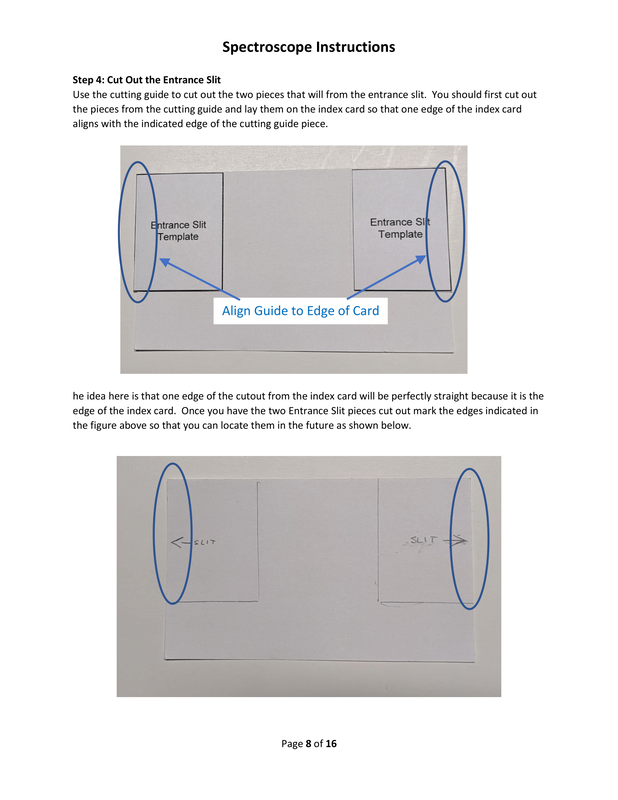 Spectroscope Instructions
Step 4: Cut Out the Entrance Slit
Use the cutting guide to cut out the two pieces that will from the entrance slit. You should first cut out
the pieces from the cutting guide and lay them on the index card so that one edge of the index card
aligns with the indicated edge of the cutting guide piece.
Entrance Slit
Template
Entrance Slit
Template
Align Guide to Edge of Card
he idea here is that one edge of the cutout from the index card will be perfectly straight because it is the
edge of the index card. Once you have the two Entrance Slit pieces cut out mark the edges indicated in
the figure above so that you can locate them in the future as shown below.
SLIT
SLIT
Page 8 of 16